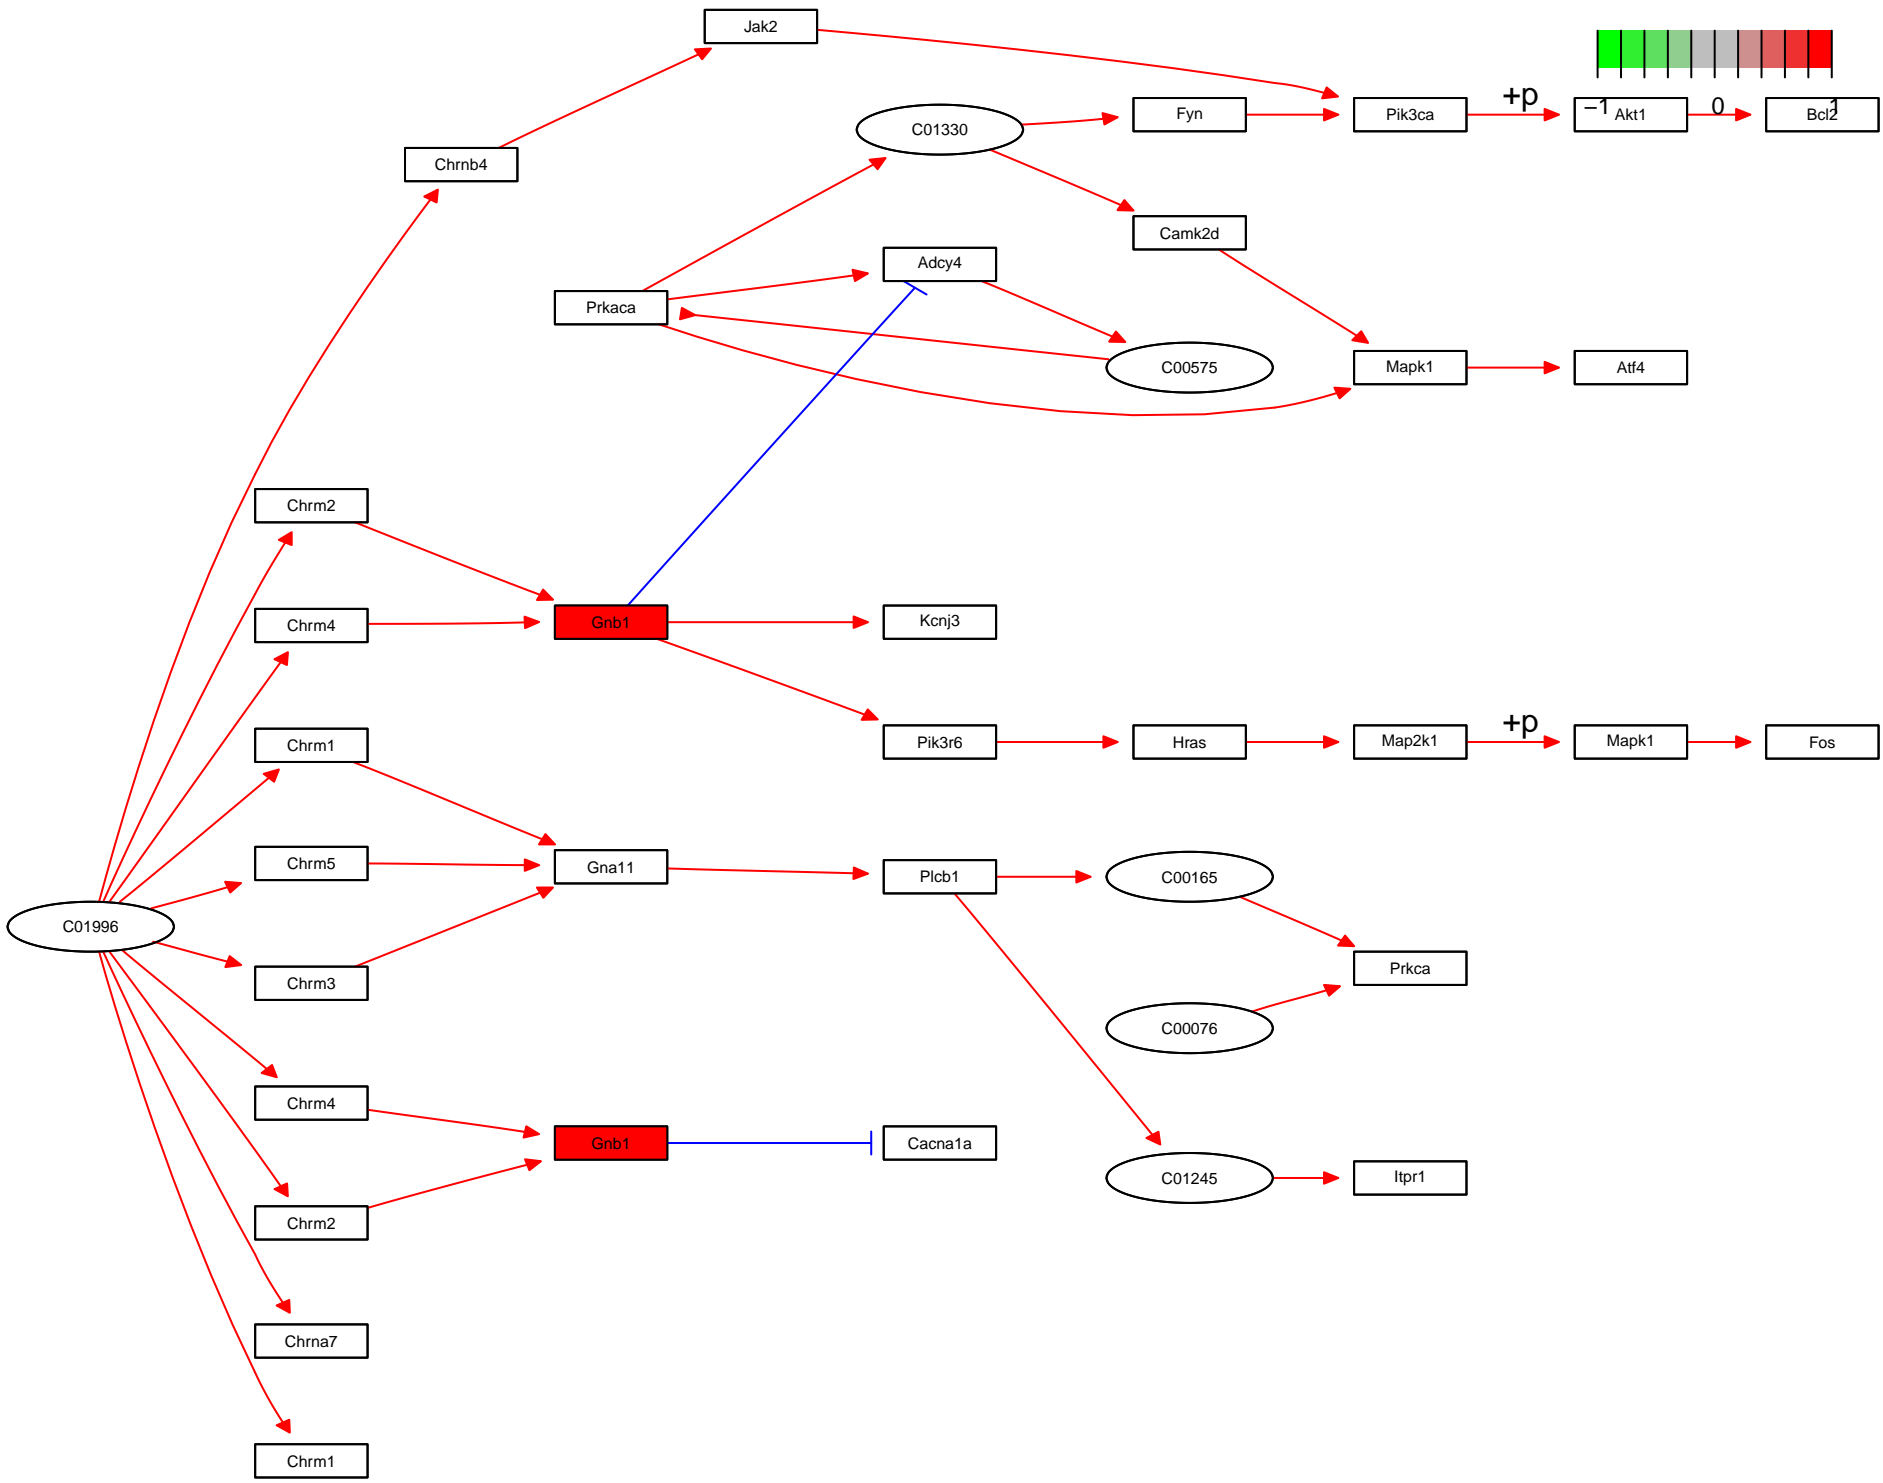 Jak2
+p
C01330
Fyn
Pik3ca
−1
Akt1
0
1
Bcl2
Chrnb4
Camk2d
Adcy4
Prkaca
C00575
Mapk1
Atf4
Chrm2
Chrm4
Gnb1
Kcnj3
+p
Chrm1
Pik3r6
Hras
Map2k1
Mapk1
Fos
Chrm5
Gna11
Plcb1
C00165
C01996
Chrm3
Prkca
C00076
Chrm4
Gnb1
Cacna1a
C01245
Itpr1
Chrm2
Chrna7
Chrm1